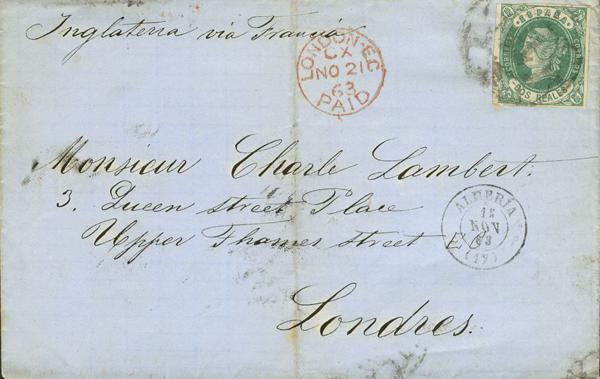 Inglaterra via Francia
LONDON·E.C
CX
NO 21
63
PAID
ESPAÑA
DOS REALES
Monsieur Charle Lambert.
3. Queen street Place
Upper Thames street E.C.
ALMERIA
NOV
63
Londres.